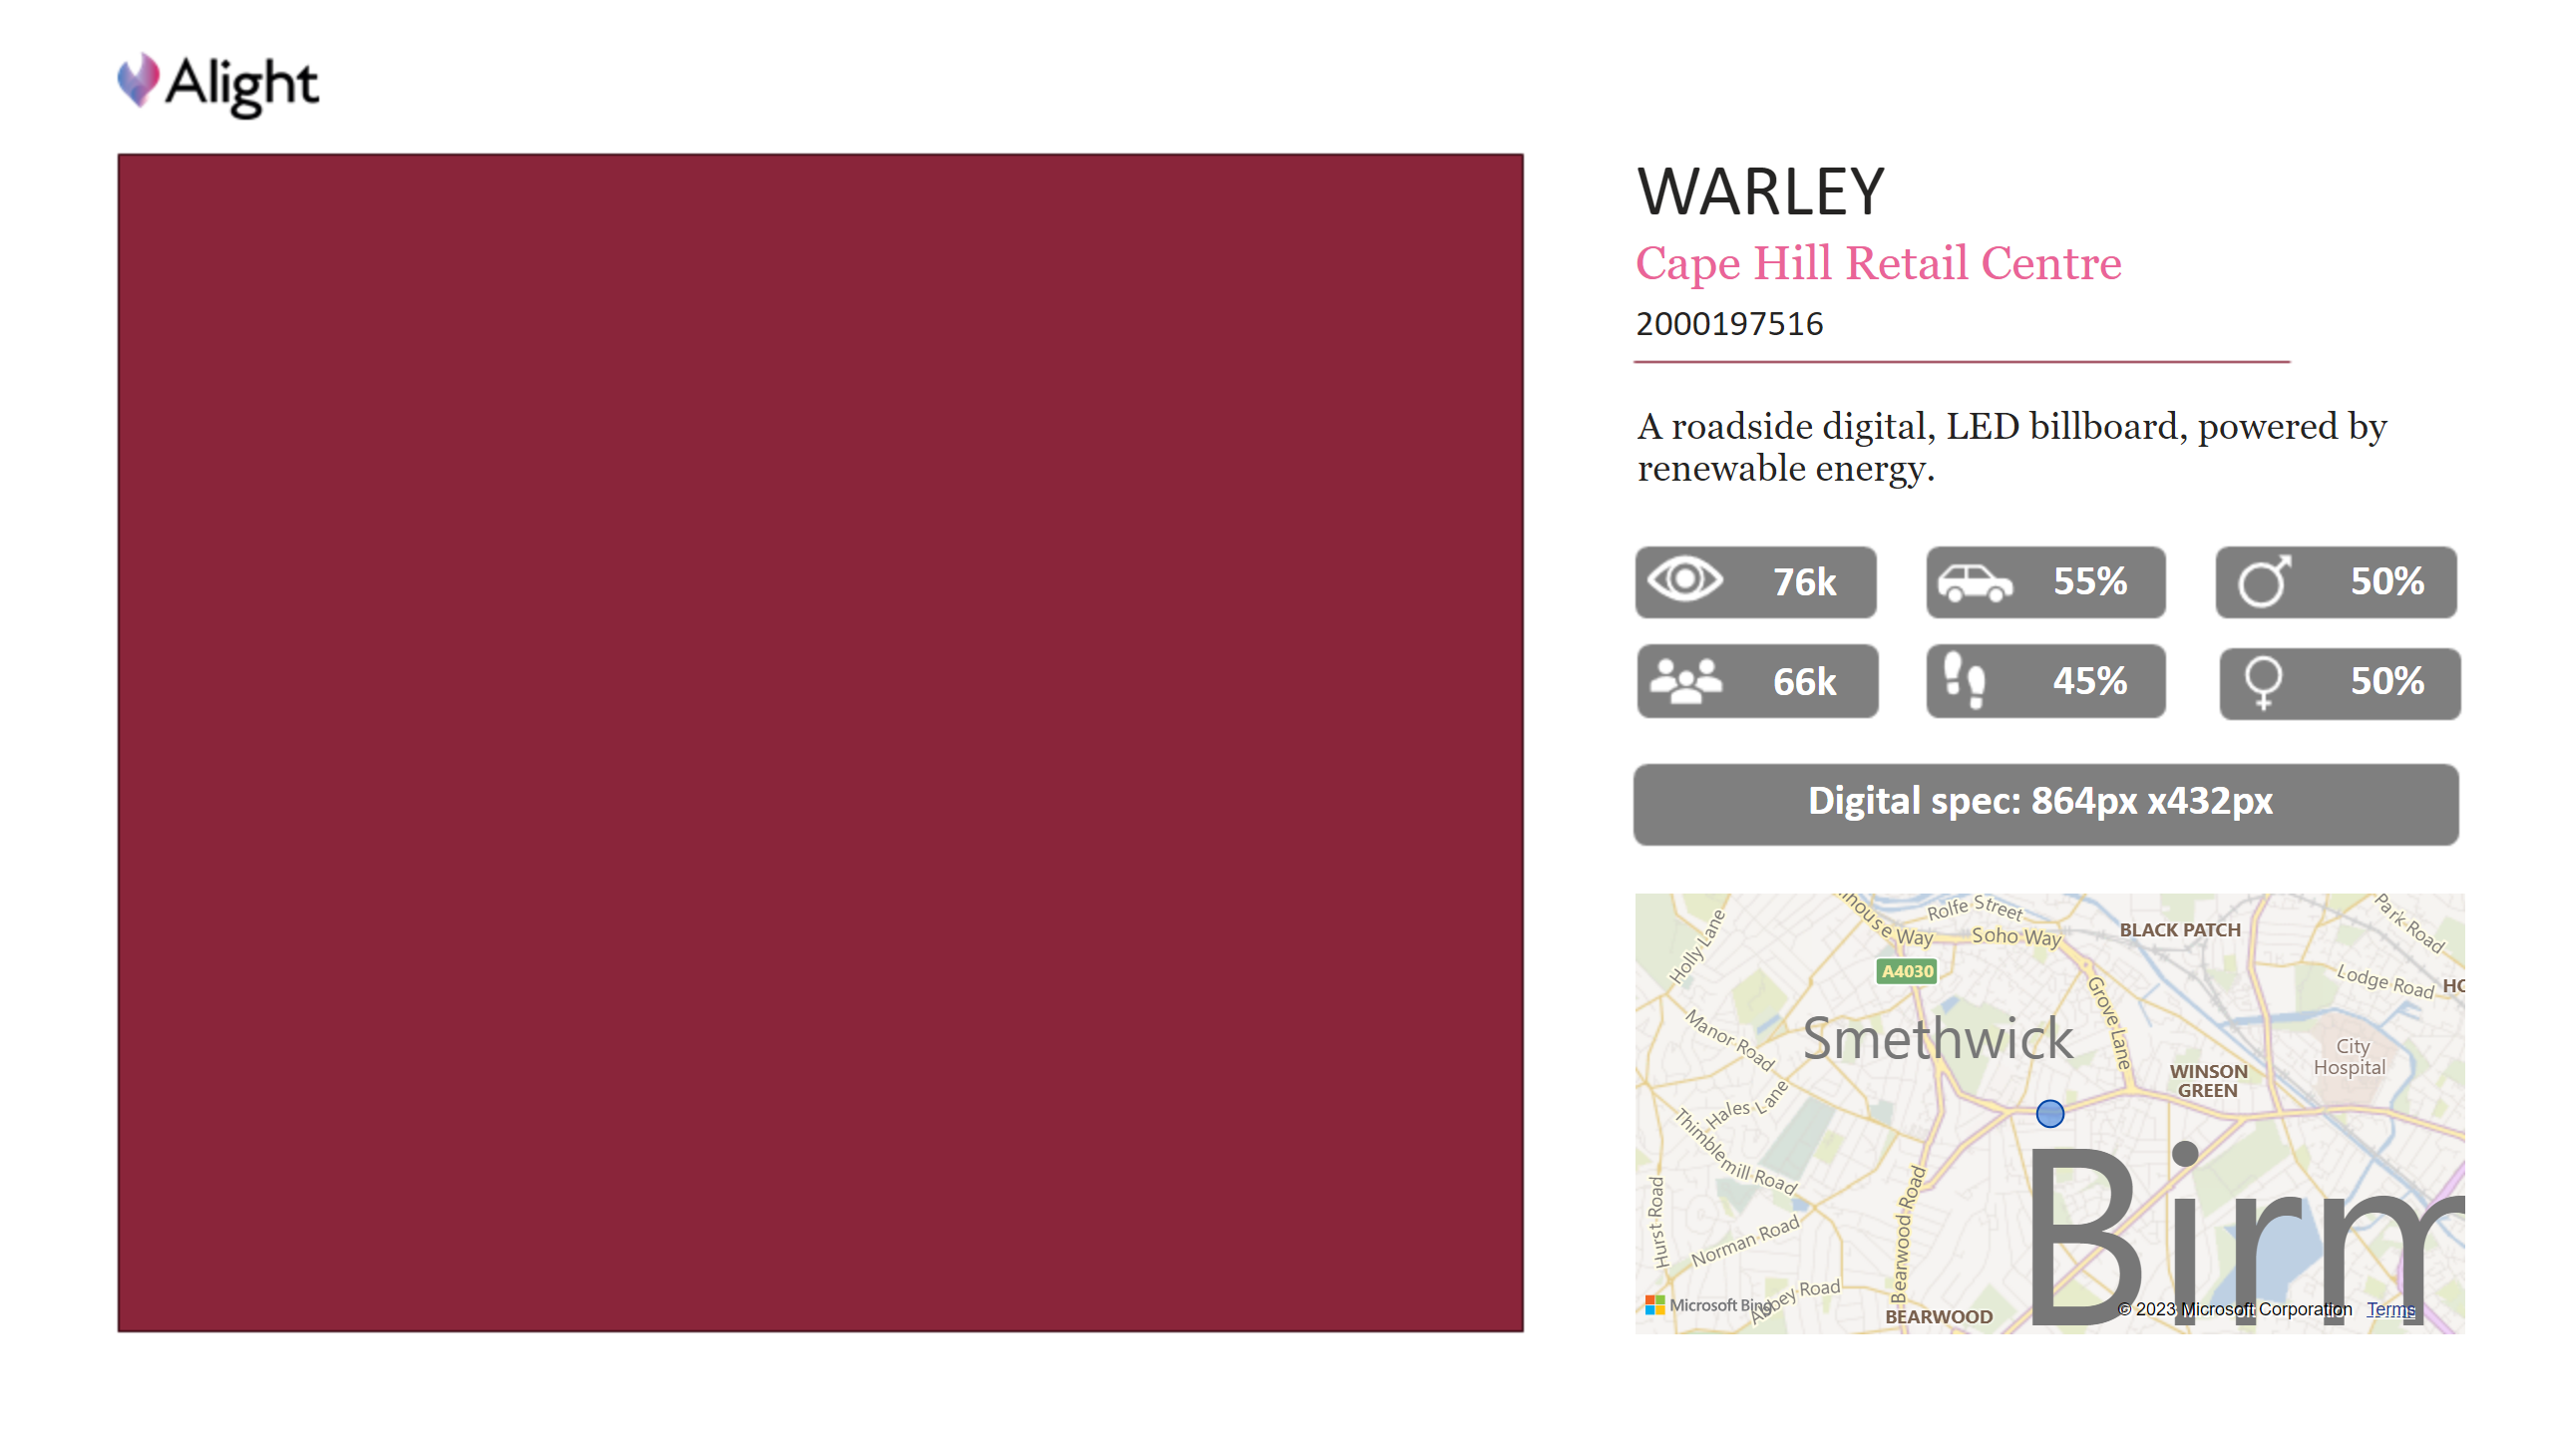 Alight
WARLEY
Cape Hill Retail Centre
2000197516
A roadside digital, LED billboard, powered by
renewable energy.
76k
55%
50%
66k
45%
50%
Digital spec: 864px x432px
Rolfe Street
Park Road
house Way
Soho Way
BLACK PATCH
Holly Lane
A4030
Lodge Road
HO
Grove Lane
Manor Road
Smethwick
City
Hospital
WINSON
GREEN
Hales Lane
Thimblemill Road
Birm
Bearwood Road
Hurst Road
Norman Road
Abbey Road
Microsoft Bing
BEARWOOD
© 2023 Microsoft Corporation Terms